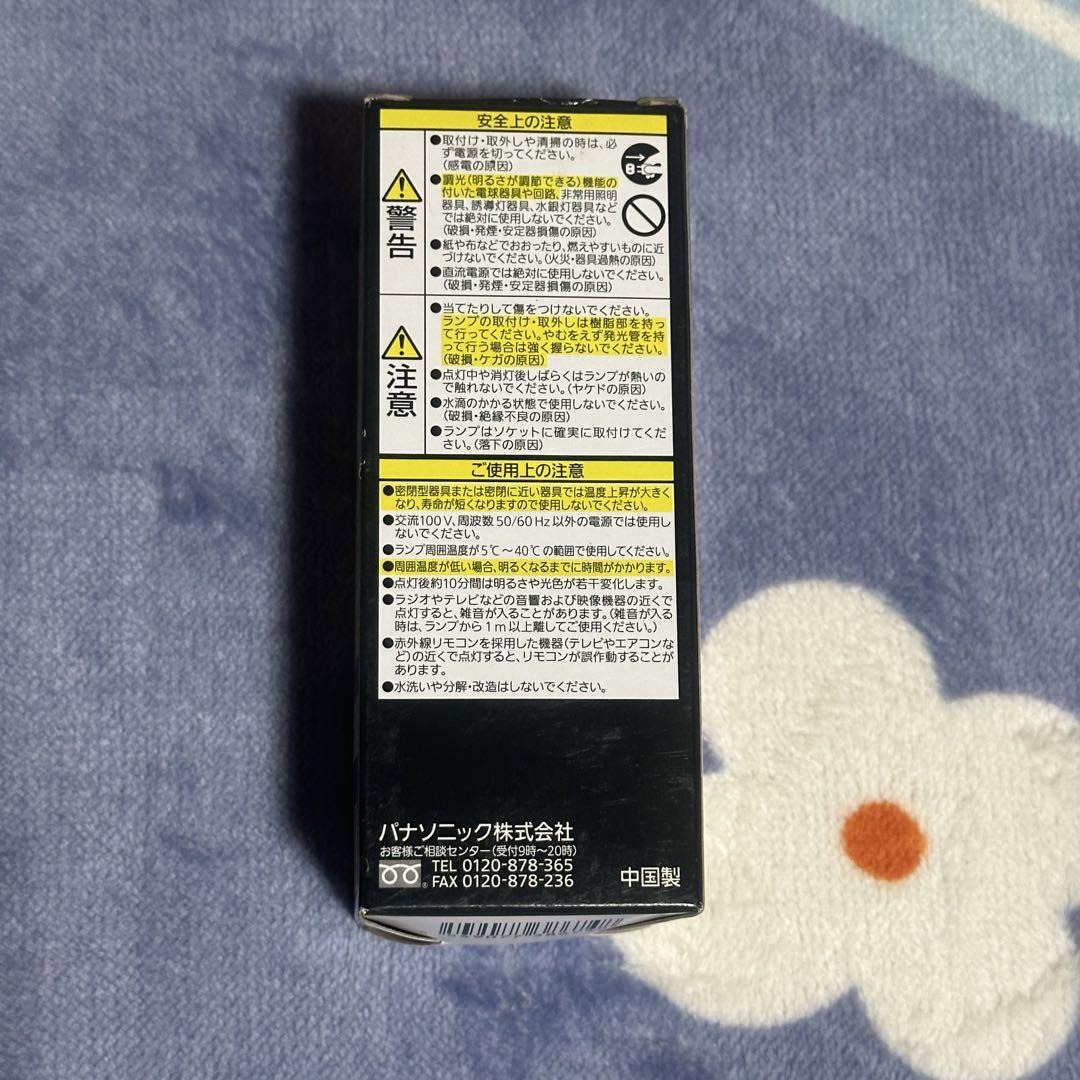 安全上の注意
警告
●取付け・取外しや清掃の時は、必
ず電源を切ってください。
(感電の原因)
●調光(明るさが調節できる)機能の
付いた電球器具や回路、非常用照明
器具、誘導灯器具、水銀灯器具など
では絶対に使用しないでください。
(破損・発煙・安定器損傷の原因)
●紙や布などでおおったり、燃えやすいものに近
づけないでください。(火災・器具過熱の原因)
●直流電源では絶対に使用しないでください。
(破損・発煙・安定器損傷の原因)
注意
●当てたりして傷をつけないでください。
ランプの取付け・取外しは樹脂部を持っ
て行ってください。やむをえず発光管を持
って行う場合は強く握らないでください。
(破損・ケガの原因)
●点灯中や消灯後しばらくはランプが熱いの
で触れないでください。(ヤケドの原因)
●水滴のかかる状態で使用しないでください。
(破損・絶縁不良の原因)
●ランプはソケットに確実に取付けてくだ
さい。(落下の原因)
ご使用上の注意
●密閉型器具または密閉に近い器具では温度上昇が大きく
なり、寿命が短くなりますので使用しないでください。
●交流100V、周波数50/60Hz以外の電源では使用し
ないでください。
●ランプ周囲温度が5℃~40℃の範囲で使用してください。
●周囲温度が低い場合、明るくなるまでに時間がかかります。
●点灯後約10分間は明るさや光色が若干変化します。
●ラジオやテレビなどの音響および映像機器の近くで
点灯すると、雑音が入ることがあります。(雑音が入
る時は、ランプから1m以上離してご使用ください。)
●赤外線リモコンを採用した機器(テレビやエアコンな
ど)の近くで点灯すると、リモコンが誤作動することが
あります。
●水洗いや分解・改造はしないでください。
パナソニック株式会社
お客様ご相談センター(受付9時~20時)
TEL 0120-878-365
FAX 0120-878-236
中国製